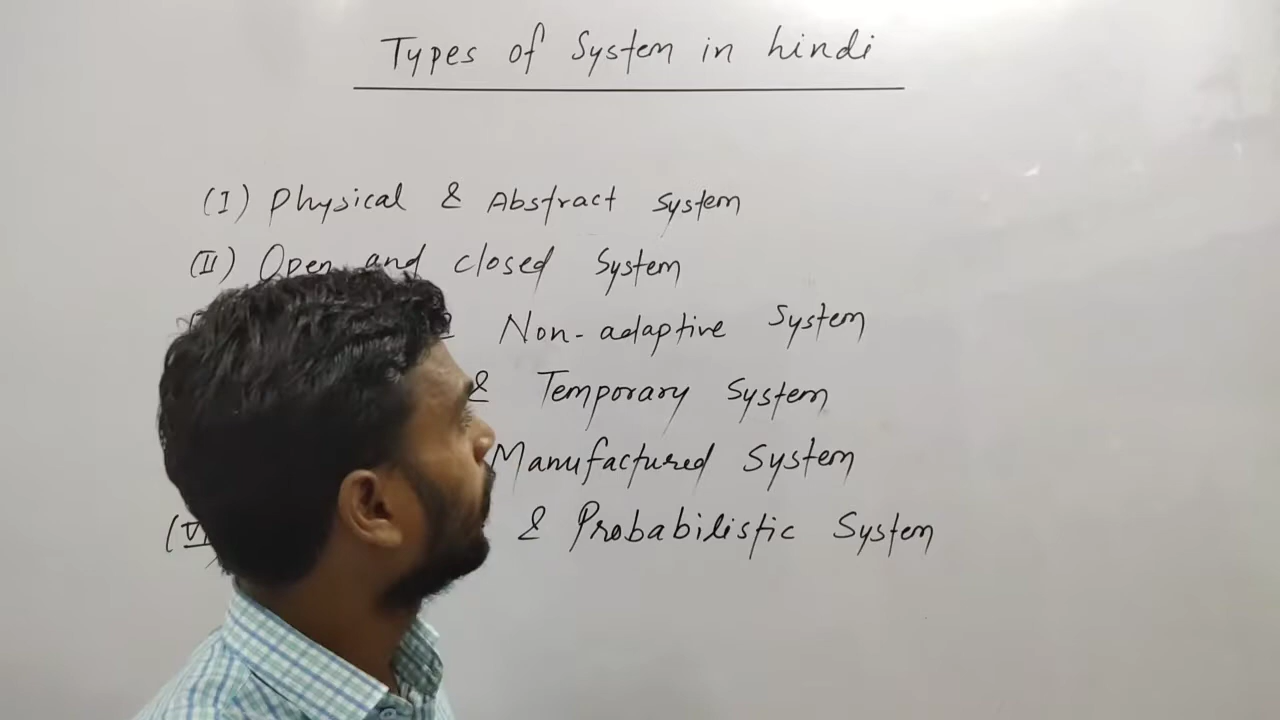 Types of System in hindi
(I) Physical & Abstract System
(II) Open and closed System
Non-adaptive System
& Temporary System
Manufactured System
& Probabilistic System